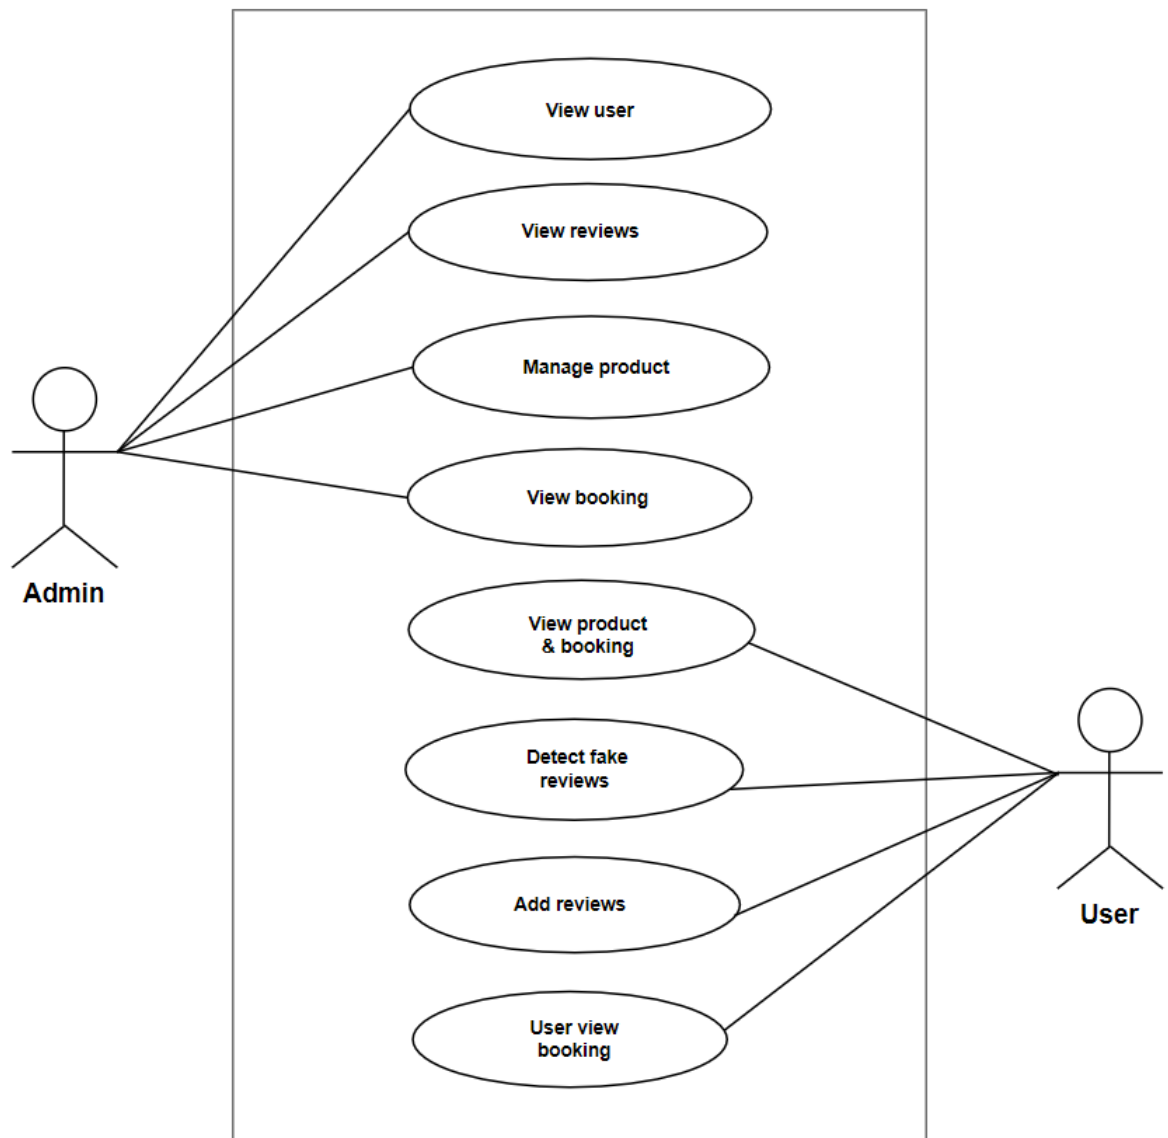 View user
View reviews
Manage product
View booking
Admin
View product
& booking
Detect fake
reviews
Add reviews
User
User view
booking